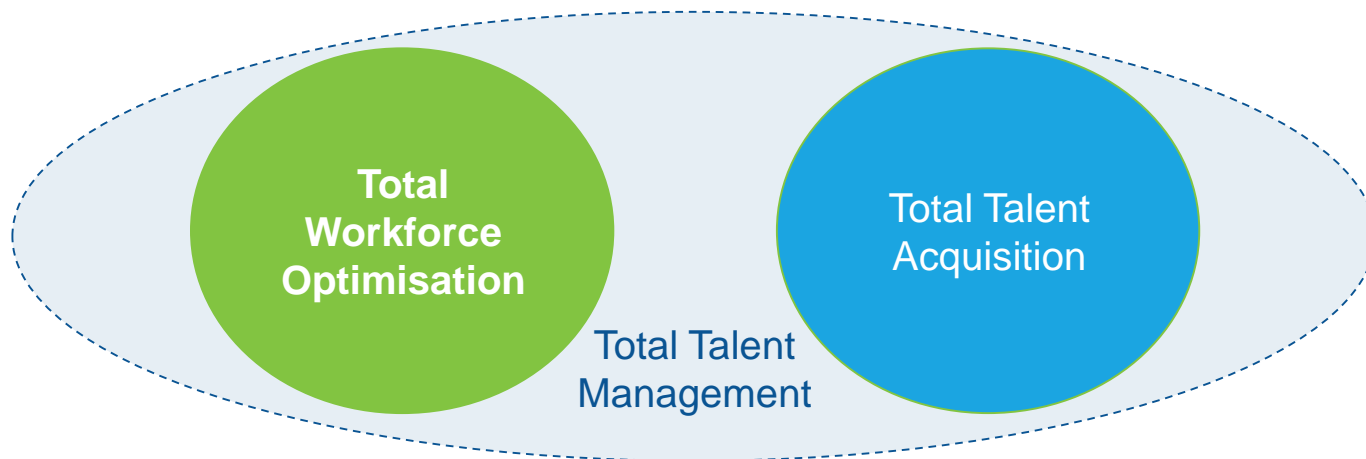 Total
Workforce
Optimisation
Total Talent
Acquisition
Total Talent
Management